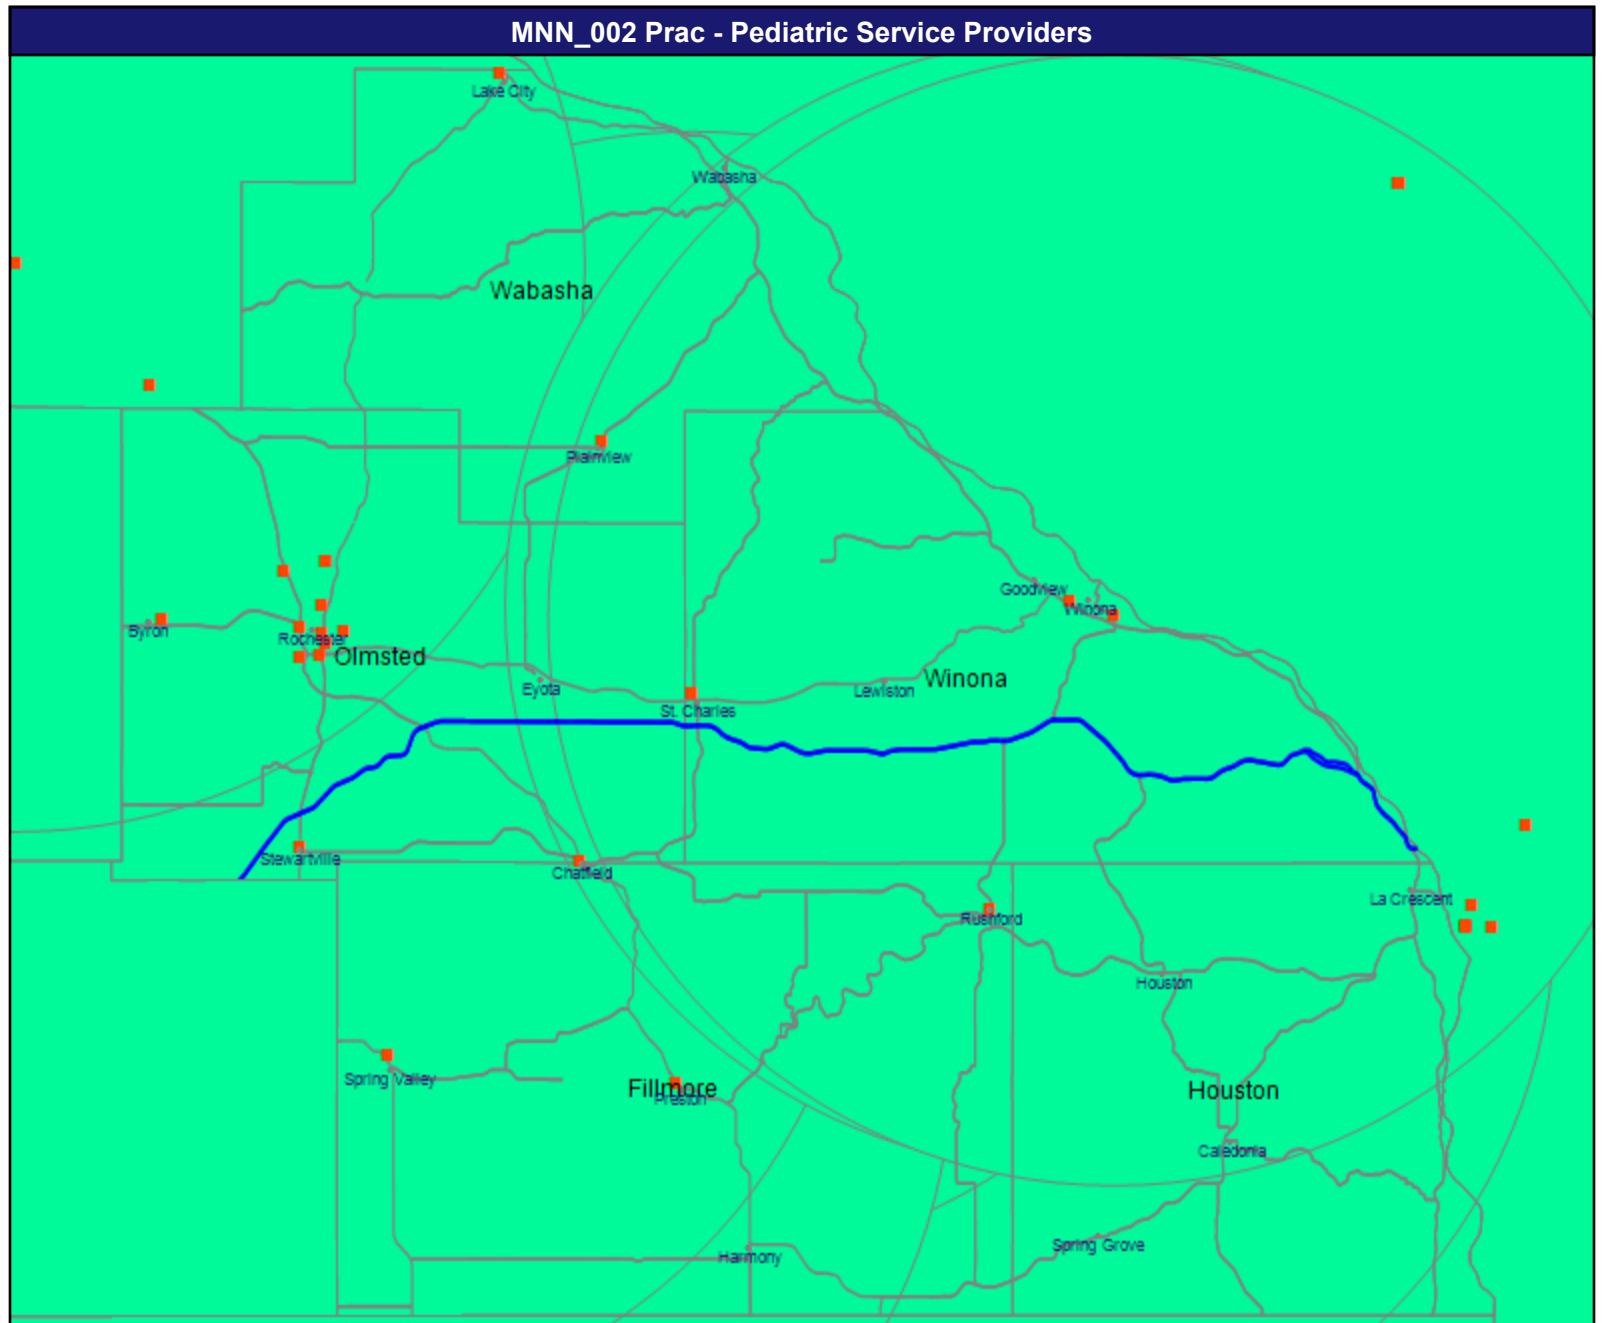 MNN_002 Prac - Pediatric Service Providers
Lake City
Wabasha
Wabasha
Plainview
Goodview
Winona
Byron
Rochester
Olmsted
Eyota
Lewiston
Winona
St. Charles
Stewartville
Chatfield
La Crescent
Rushford
Houston
Spring Valley
Fillmore
Preston
Houston
Caledonia
Spring Grove
Harmony